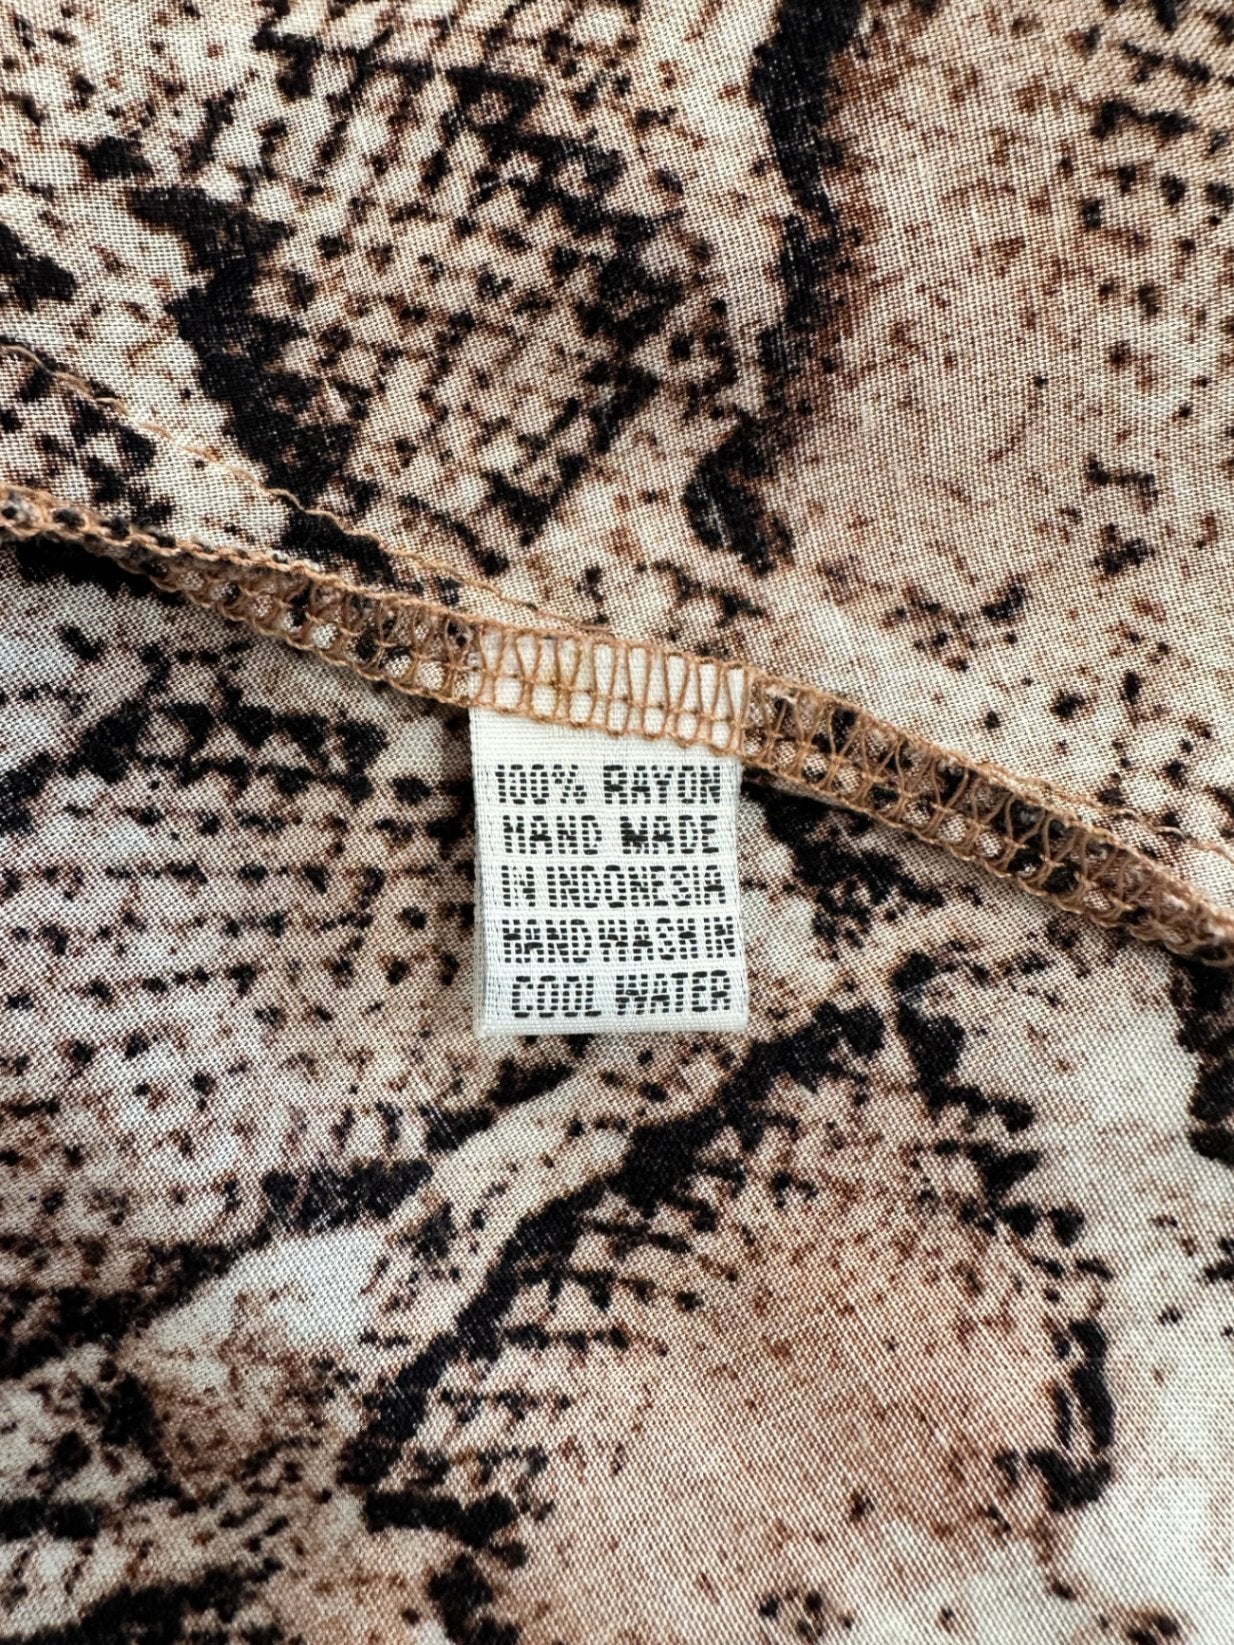 100% RAYON
HAND MADE
IN INDONESIA
HAND WASH IN
COOL WATER